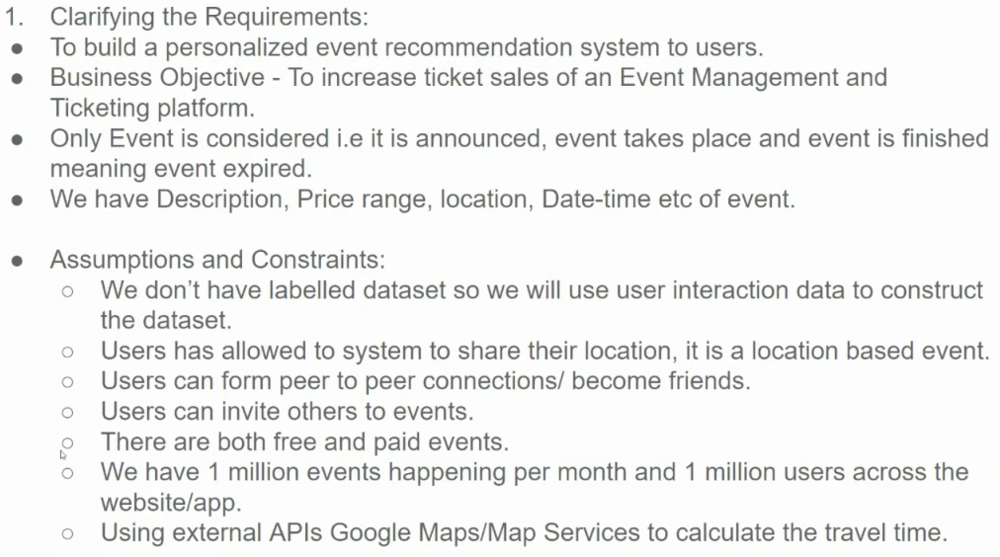 1. Clarifying the Requirements:
● To build a personalized event recommendation system to users.
● Business Objective - To increase ticket sales of an Event Management and
Ticketing platform.
● Only Event is considered i.e it is announced, event takes place and event is finished
meaning event expired.
● We have Description, Price range, location, Date-time etc of event.
● Assumptions and Constraints:
○ We don’t have labelled dataset so we will use user interaction data to construct
the dataset.
○ Users has allowed to system to share their location, it is a location based event.
○ Users can form peer to peer connections/ become friends.
○ Users can invite others to events.
○ There are both free and paid events.
○ We have 1 million events happening per month and 1 million users across the
website/app.
○ Using external APIs Google Maps/Map Services to calculate the travel time.